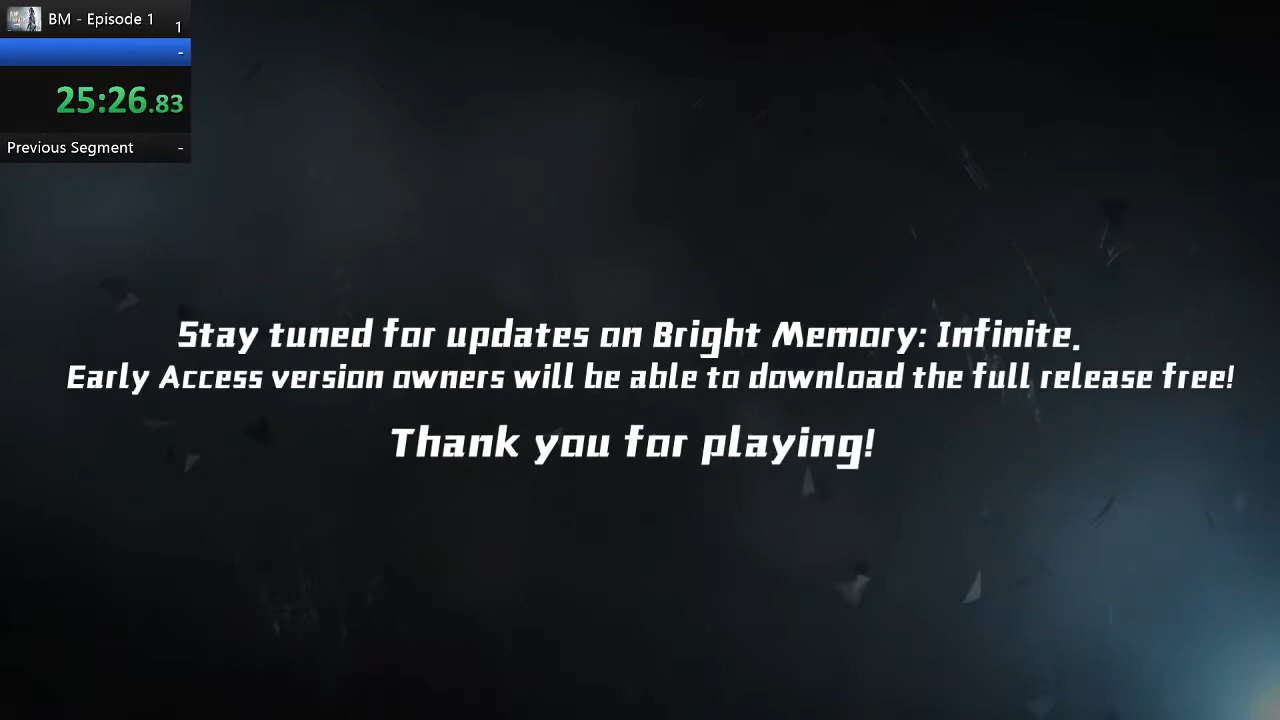 BM - Episode 1
1
-
25:26.83
Previous Segment -
Stay tuned for updates on Bright Memory: Infinite.
Early Access version owners will be able to download the full release free!
Thank you for playing!